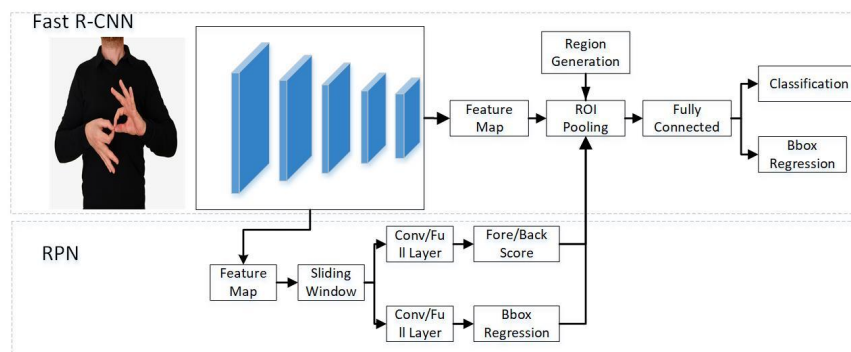 Fast R-CNN
Region
Generation
Feature
Map
ROI
Pooling
Fully
Connected
Classification
Bbox
Regression
RPN
Feature
Map
Sliding
Window
Conv/Fu
ll Layer
Fore/Back
Score
Conv/Fu
ll Layer
Bbox
Regression